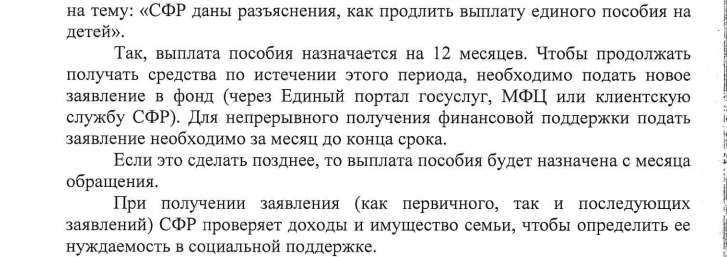 на тему: «СФР даны разъяснения, как продлить выплату единого пособия на
детей».
Так, выплата пособия назначается на 12 месяцев. Чтобы продолжать
получать средства по истечении этого периода, необходимо подать новое
заявление в фонд (через Единый портал госуслуг, МФЦ или клиентскую
службу СФР). Для непрерывного получения финансовой поддержки подать
заявление необходимо за месяц до конца срока.
Если это сделать позднее, то выплата пособия будет назначена с месяца
обращения.
При получении заявления (как первичного, так и последующих
заявлений) СФР проверяет доходы и имущество семьи, чтобы определить ее
нуждаемость в социальной поддержке.